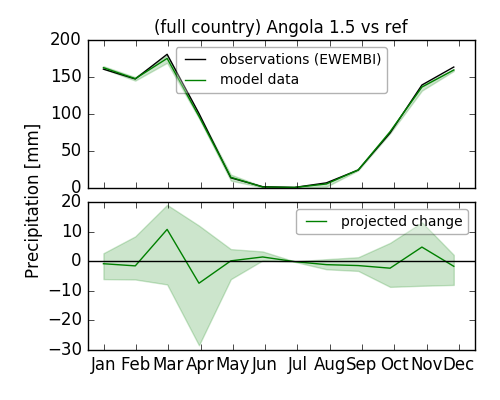 (full country) Angola 1.5 vs ref
200
150
100
50
0
observations (EWEMBI)
model data
Precipitation [mm]
20
10
0
−10
−20
−30
projected change
Jan Feb Mar Apr May Jun Jul Aug Sep Oct Nov Dec